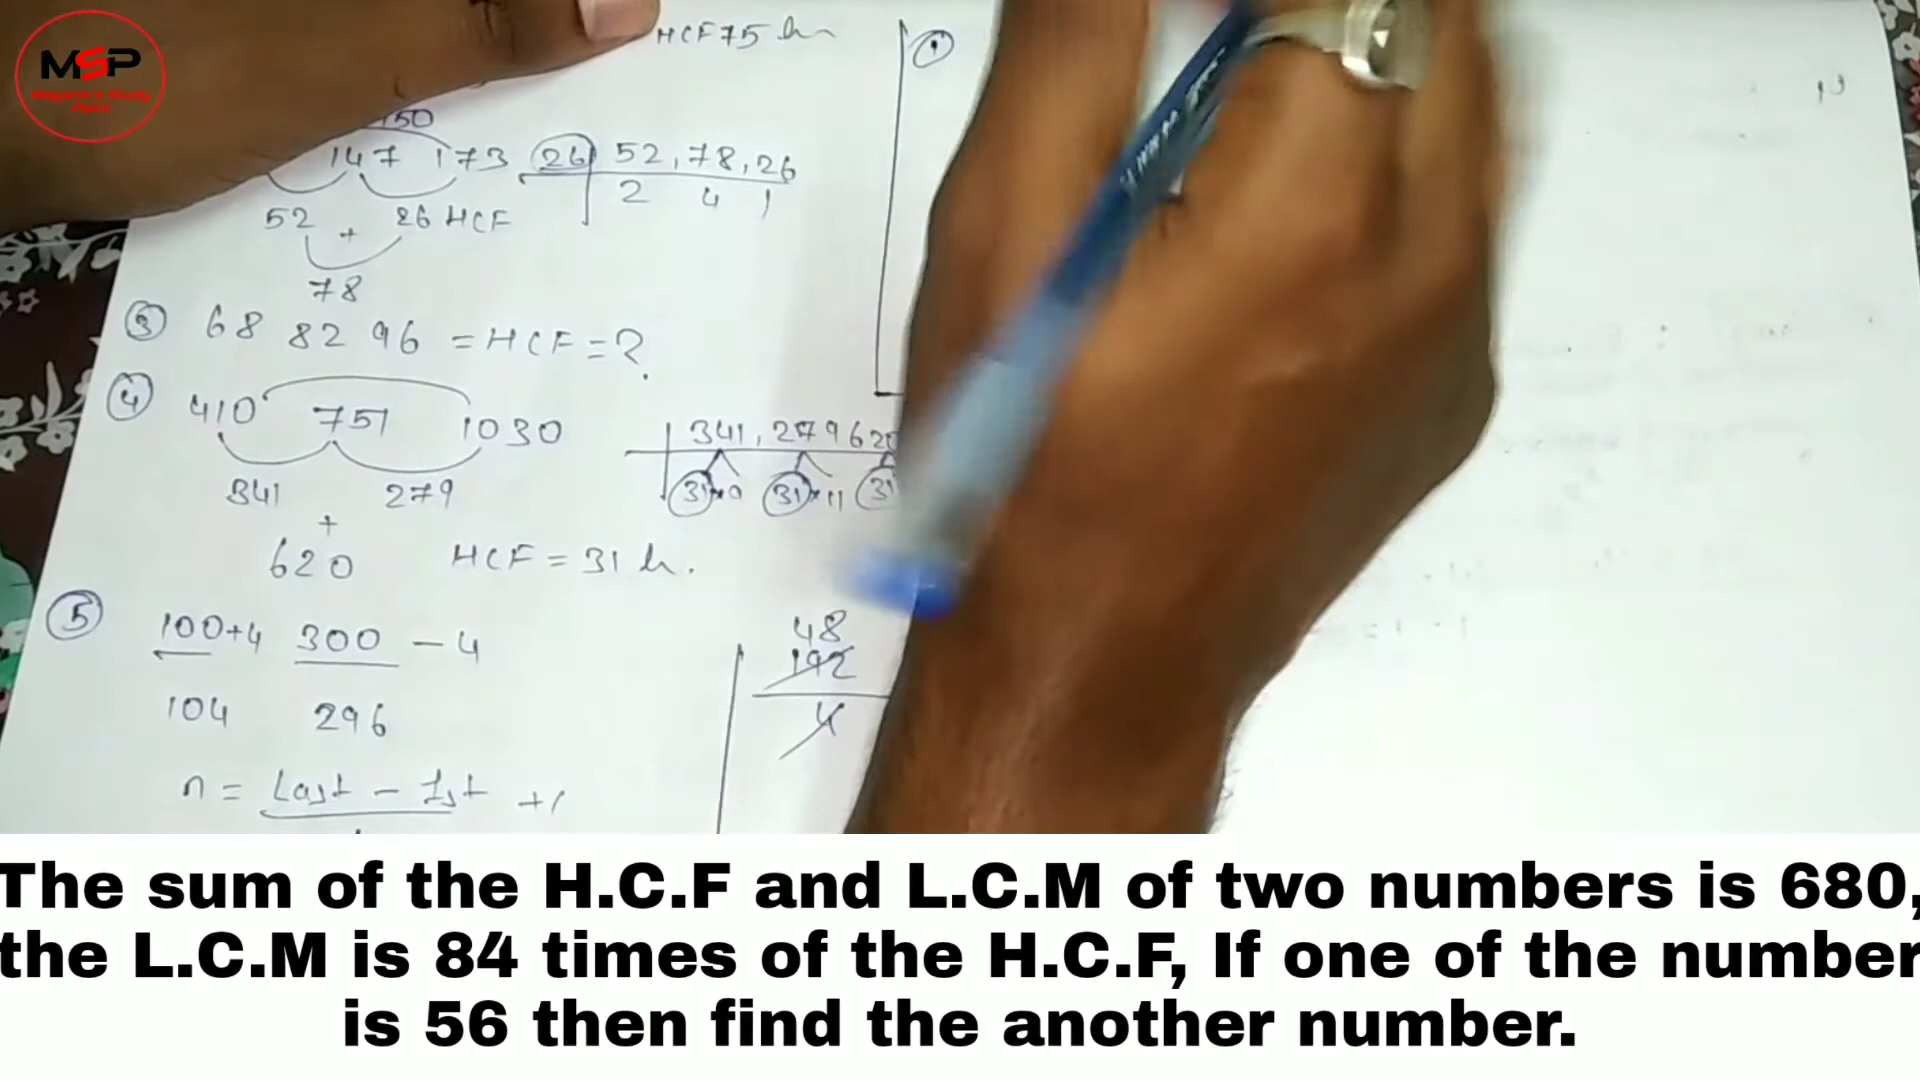 MSP
HCF 75
1
150
147 173 26 52, 78, 26
2 4 1
52 + 26 HCF
78
3 68 82 96 = HCF = ?
4 410 751 1030
341, 279 620
31 31 × 11 31
341 279
+
620 HCF = 31
5 100+4 300 - 4
48
192
4
104 296
n = Last - 1st +1
The sum of the H.C.F and L.C.M of two numbers is 680,
the L.C.M is 84 times of the H.C.F, If one of the number
is 56 then find the another number.